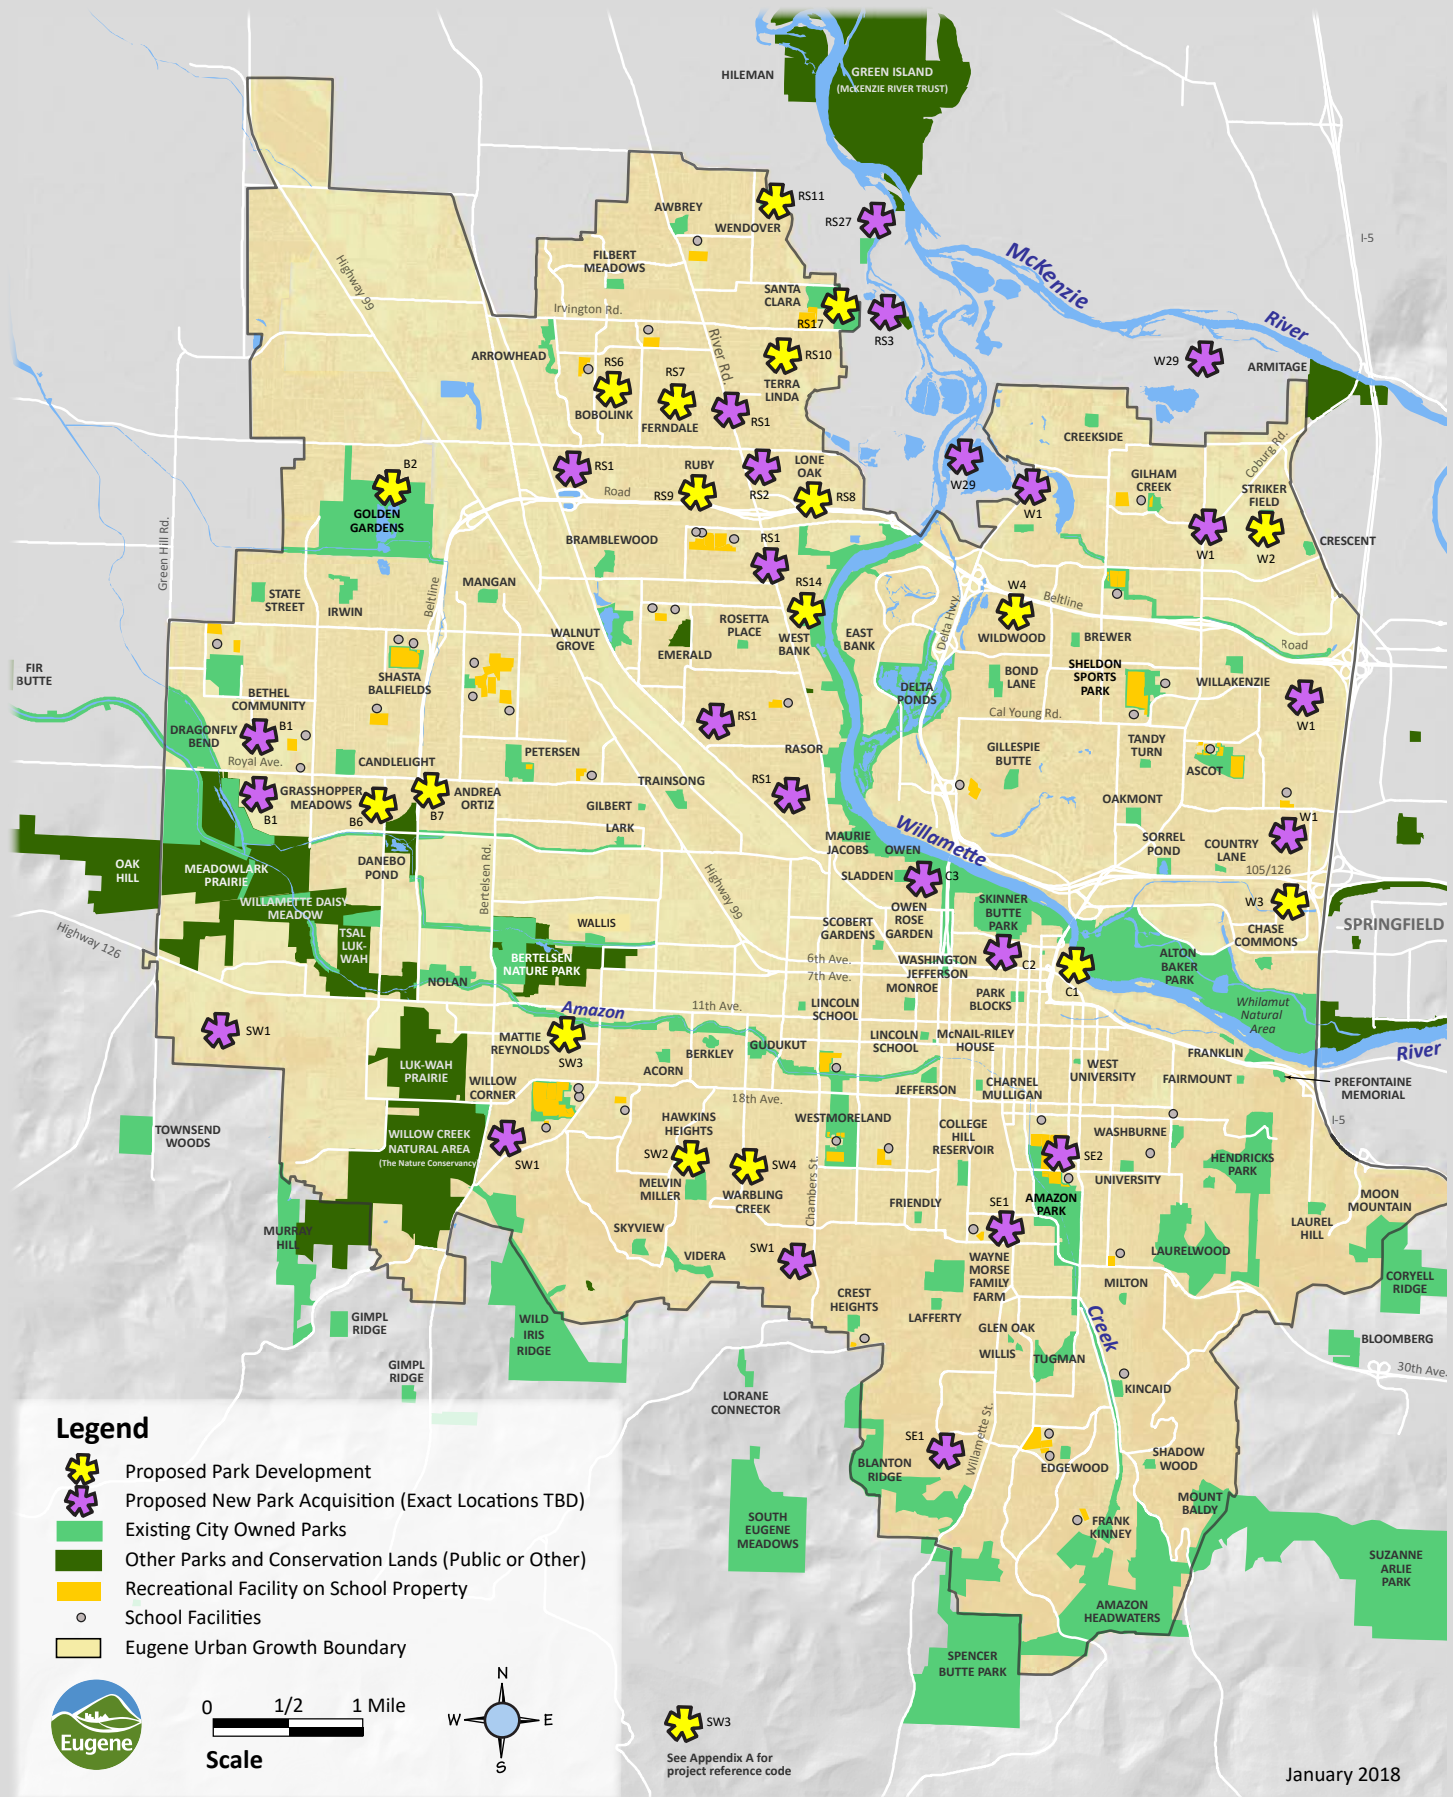 HILEMAN
GREEN ISLAND
(McKENZIE RIVER TRUST)
RS11
AWBREY
WENDOVER
RS27
I-5
McKenzie
River
FILBERT
MEADOWS
Highway 99
SANTA
CLARA
RS17
RS3
Irvington Rd.
River Rd.
ARROWHEAD
RS6
BOBOLINK
RS7
FERNDALE
RS10
TERRA
LINDA
RS1
W29
ARMITAGE
CREEKSIDE
Coburg Rd.
B2
GOLDEN
GARDENS
RS1
Road
RUBY
RS9
RS2
LONE
OAK
RS8
W29
W1
GILHAM
CREEK
W1
STRIKER
FIELD
W2
CRESCENT
Green Hill Rd.
BRAMBLEWOOD
RS1
RS14
WEST
BANK
STATE
STREET
IRWIN
Beltline
MANGAN
WALNUT
GROVE
EMERALD
ROSETTA
PLACE
EAST
BANK
Delta Hwy.
W4
WILDWOOD
Beltline
Road
BREWER
FIR
BUTTE
BETHEL
COMMUNITY
SHASTA
BALLFIELDS
DELTA
PONDS
BOND
LANE
SHELDON
SPORTS
PARK
WILLAKENZIE
W1
DRAGONFLY
BEND
B1
RS1
Cal Young Rd.
Royal Ave.
CANDLELIGHT
PETERSEN
RASOR
GILLESPIE
BUTTE
TANDY
TURN
ASCOT
B1
GRASSHOPPER
MEADOWS
B6
B7
ANDREA
ORTIZ
TRAINSONG
GILBERT
LARK
RS1
OAKMONT
W1
OAK
HILL
MEADOWLARK
PRAIRIE
DANEBO
POND
Bertelsen Rd.
Highway 99
MAURIE
JACOBS
OWEN
Willamette
SORREL
POND
COUNTRY
LANE
105/126
SLADDEN
C3
WILLAMETTE DAISY
MEADOW
Highway 126
TSAL
LUK-
WAH
WALLIS
SCOBERT
GARDENS
OWEN
ROSE
GARDEN
SKINNER
BUTTE
PARK
W3
CHASE
COMMONS
SPRINGFIELD
NOLAN
BERTELSEN
NATURE PARK
6th Ave.
7th Ave.
WASHINGTON
JEFFERSON
MONROE
C2
C1
ALTON
BAKER
PARK
PARK
BLOCKS
Whilamut
Natural
Area
Amazon
11th Ave.
LINCOLN
SCHOOL
SW1
MATTIE
REYNOLDS
SW3
BERKLEY
GUDUKUT
LINCOLN
SCHOOL
McNAIL-RILEY
HOUSE
River
LUK-WAH
PRAIRIE
ACORN
WEST
UNIVERSITY
FRANKLIN
FAIRMOUNT
PREFONTAINE
MEMORIAL
WILLOW
CORNER
JEFFERSON
CHARNEL
MULLIGAN
18th Ave.
I-5
TOWNSEND
WOODS
WILLOW CREEK
NATURAL AREA
(The Nature Conservancy)
SW1
HAWKINS
HEIGHTS
WESTMORELAND
COLLEGE
HILL
RESERVOIR
WASHBURNE
SE2
UNIVERSITY
HENDRICKS
PARK
SW2
MELVIN
MILLER
SW4
WARBLING
CREEK
Chambers St.
FRIENDLY
SE1
AMAZON
PARK
MOON
MOUNTAIN
LAUREL
HILL
MURRAY
HILL
SKYVIEW
VIDERA
SW1
WAYNE
MORSE
FAMILY
FARM
LAURELWOOD
MILTON
CORYELL
RIDGE
CREST
HEIGHTS
LAFFERTY
Creek
GIMPL
RIDGE
WILD
IRIS
RIDGE
GLEN OAK
WILLIS
TUGMAN
BLOOMBERG
30th Ave.
GIMPL
RIDGE
LORANE
CONNECTOR
KINCAID
SE1
Willamette St.
BLANTON
RIDGE
EDGEWOOD
SHADOW
WOOD
MOUNT
BALDY
SOUTH
EUGENE
MEADOWS
FRANK
KINNEY
SUZANNE
ARLIE
PARK
AMAZON
HEADWATERS
SPENCER
BUTTE PARK
Legend
Proposed Park Development
Proposed New Park Acquisition (Exact Locations TBD)
Existing City Owned Parks
Other Parks and Conservation Lands (Public or Other)
Recreational Facility on School Property
School Facilities
Eugene Urban Growth Boundary
Eugene
0 1/2 1 Mile
Scale
N
W E
S
SW3
See Appendix A for
project reference code
January 2018